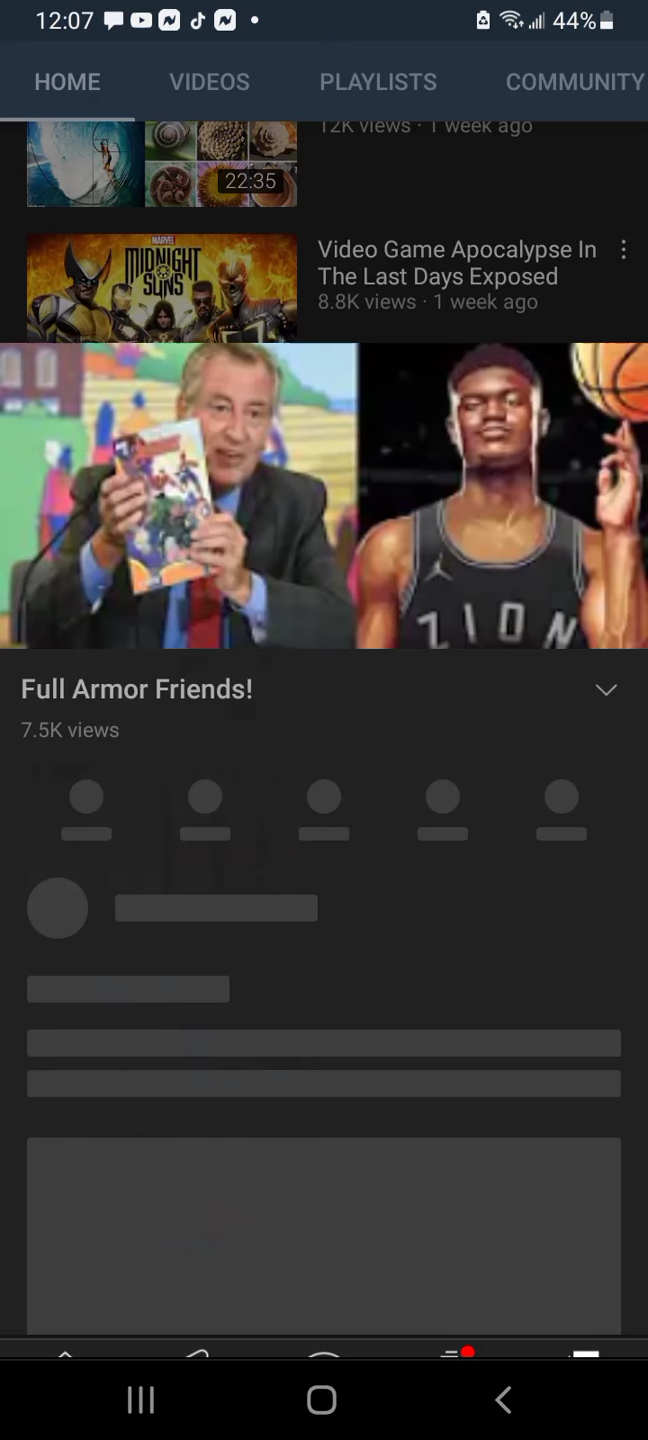 12:07
44%
HOME VIDEOS PLAYLISTS COMMUNITY
12K views · 1 week ago
22:35
MARVEL
MIDNIGHT
SUNS
Video Game Apocalypse In
The Last Days Exposed
8.8K views · 1 week ago
ZION
Full Armor Friends!
7.5K views